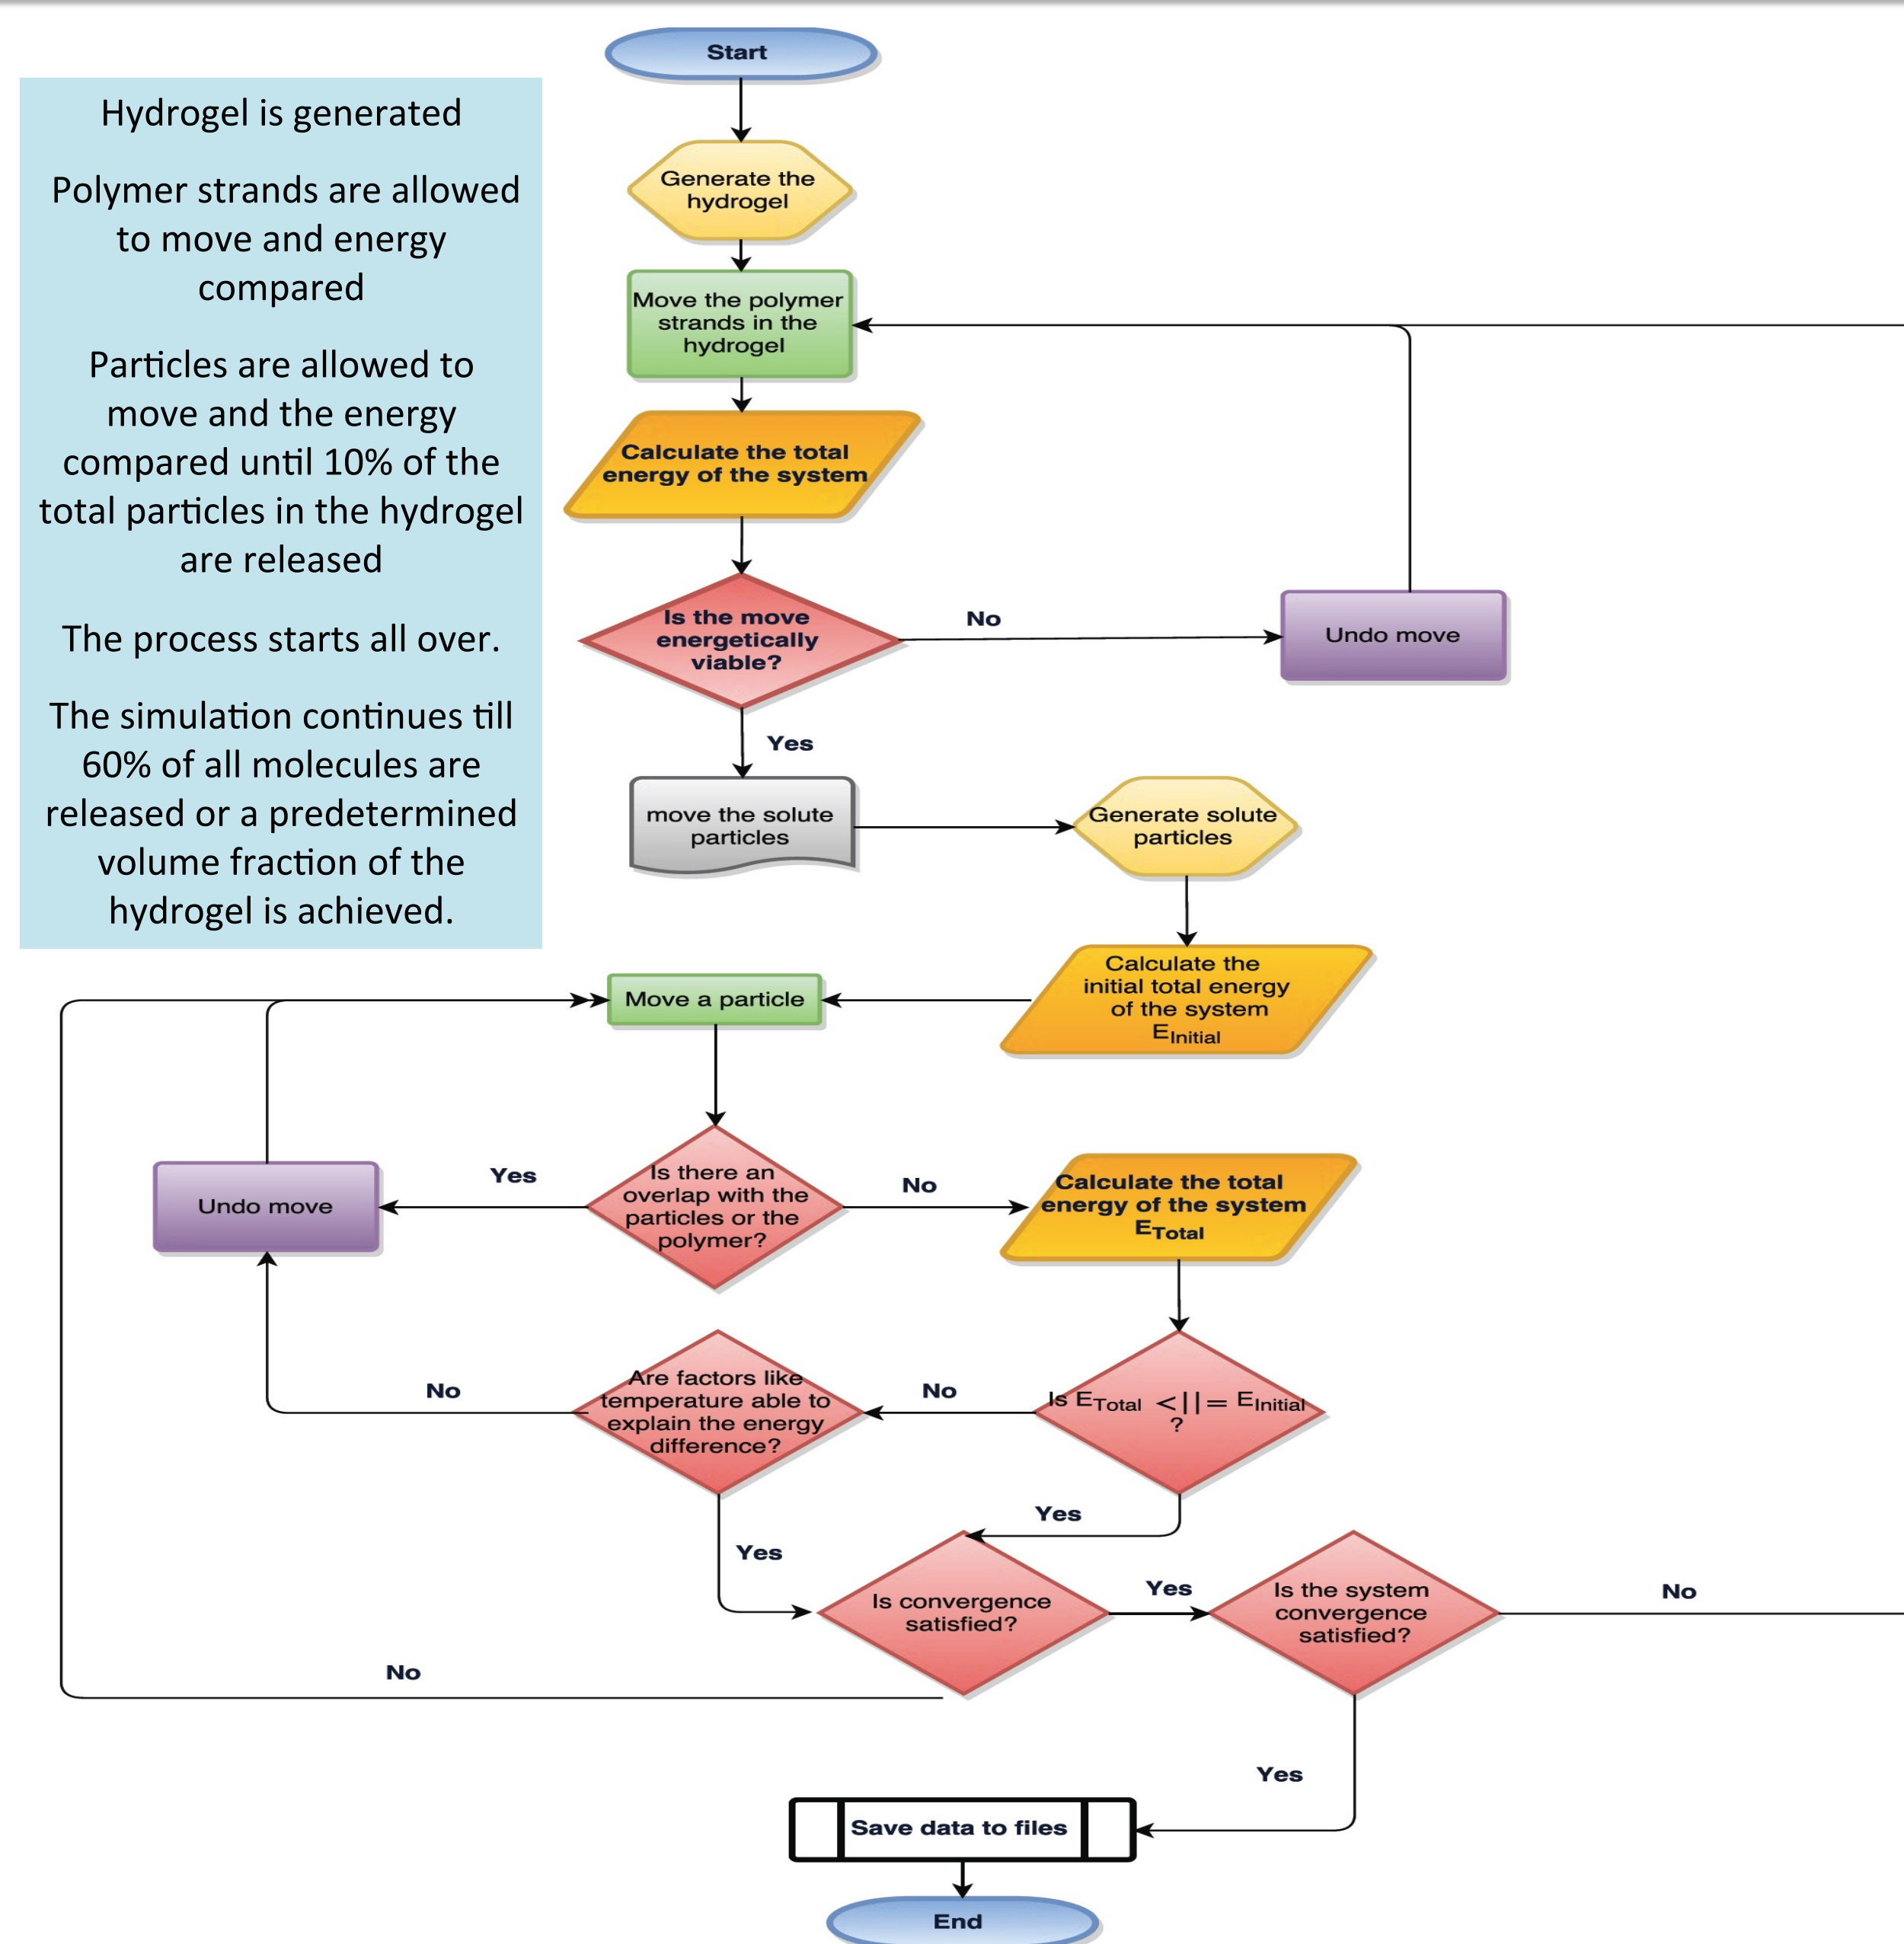 Start
Hydrogel is generated
Polymer strands are allowed
to move and energy
compared
Particles are allowed to
move and the energy
compared until 10% of the
total particles in the hydrogel
are released
The process starts all over.
The simulation continues till
60% of all molecules are
released or a predetermined
volume fraction of the
hydrogel is achieved.
Generate the
hydrogel
Move the polymer
strands in the
hydrogel
Calculate the total
energy of the system
Is the move
energetically
viable?
No
Undo move
Yes
move the solute
particles
Generate solute
particles
Calculate the
initial total energy
of the system
EInitial
Move a particle
Is there an
overlap with the
particles or the
polymer?
Yes
Undo move
No
Calculate the total
energy of the system
ETotal
Is ETotal <||= EInitial
?
No
Are factors like
temperature able to
explain the energy
difference?
No
Yes
Yes
Is convergence
satisfied?
No
Yes
Is the system
convergence
satisfied?
No
Yes
Save data to files
End